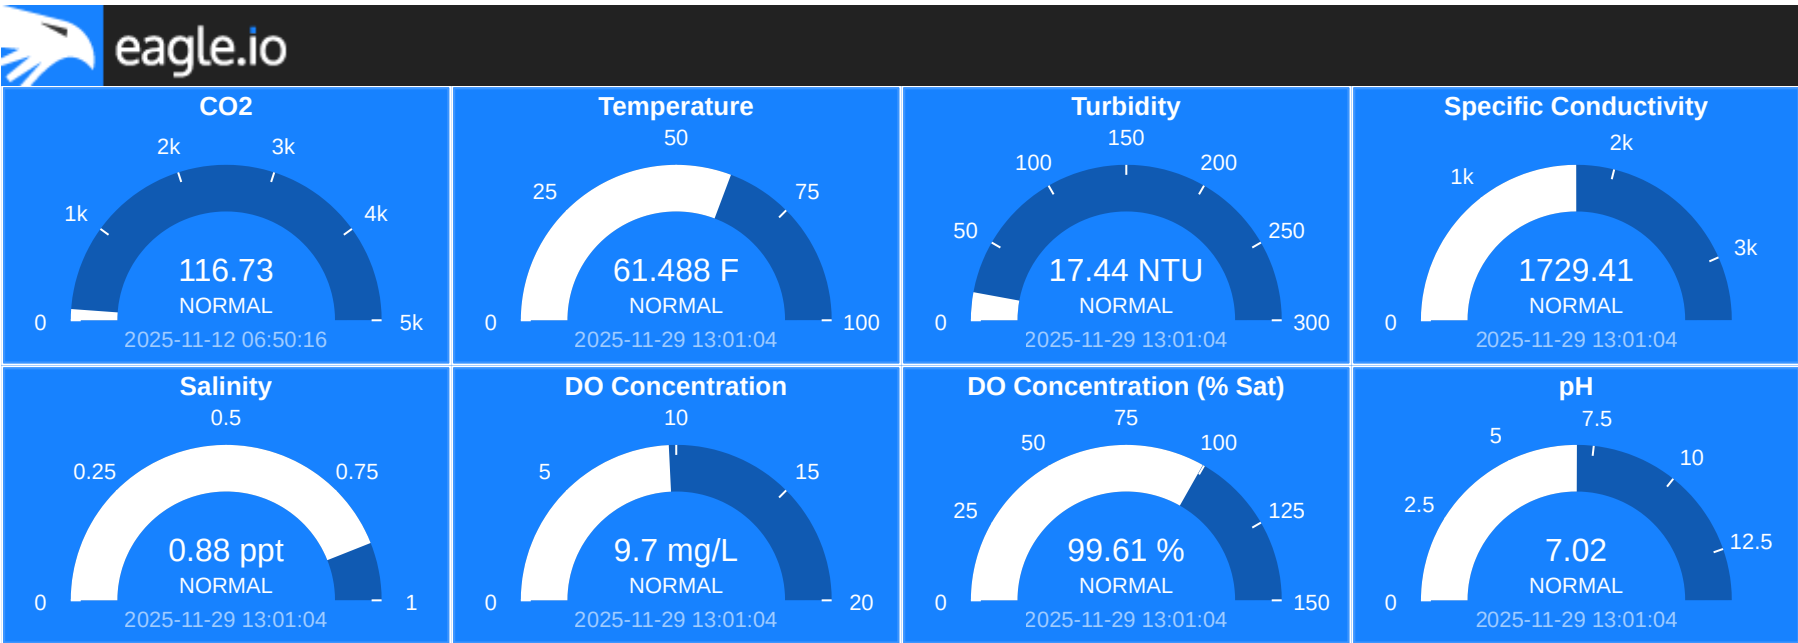 eagle.io
CO2
2k 3k
1k 4k
116.73
NORMAL
0 5k
2025-11-12 06:50:16
Temperature
50
25 75
61.488 F
NORMAL
0 100
2025-11-29 13:01:04
Turbidity
150
100 200
50 250
17.44 NTU
NORMAL
0 300
2025-11-29 13:01:04
Specific Conductivity
2k
1k
3k
1729.41
NORMAL
0
2025-11-29 13:01:04
Salinity
0.5
0.25 0.75
0.88 ppt
NORMAL
0 1
2025-11-29 13:01:04
DO Concentration
10
5 15
9.7 mg/L
NORMAL
0 20
2025-11-29 13:01:04
DO Concentration (% Sat)
75
50 100
25 125
99.61 %
NORMAL
0 150
2025-11-29 13:01:04
pH
7.5
5
10
2.5
12.5
7.02
NORMAL
0
2025-11-29 13:01:04